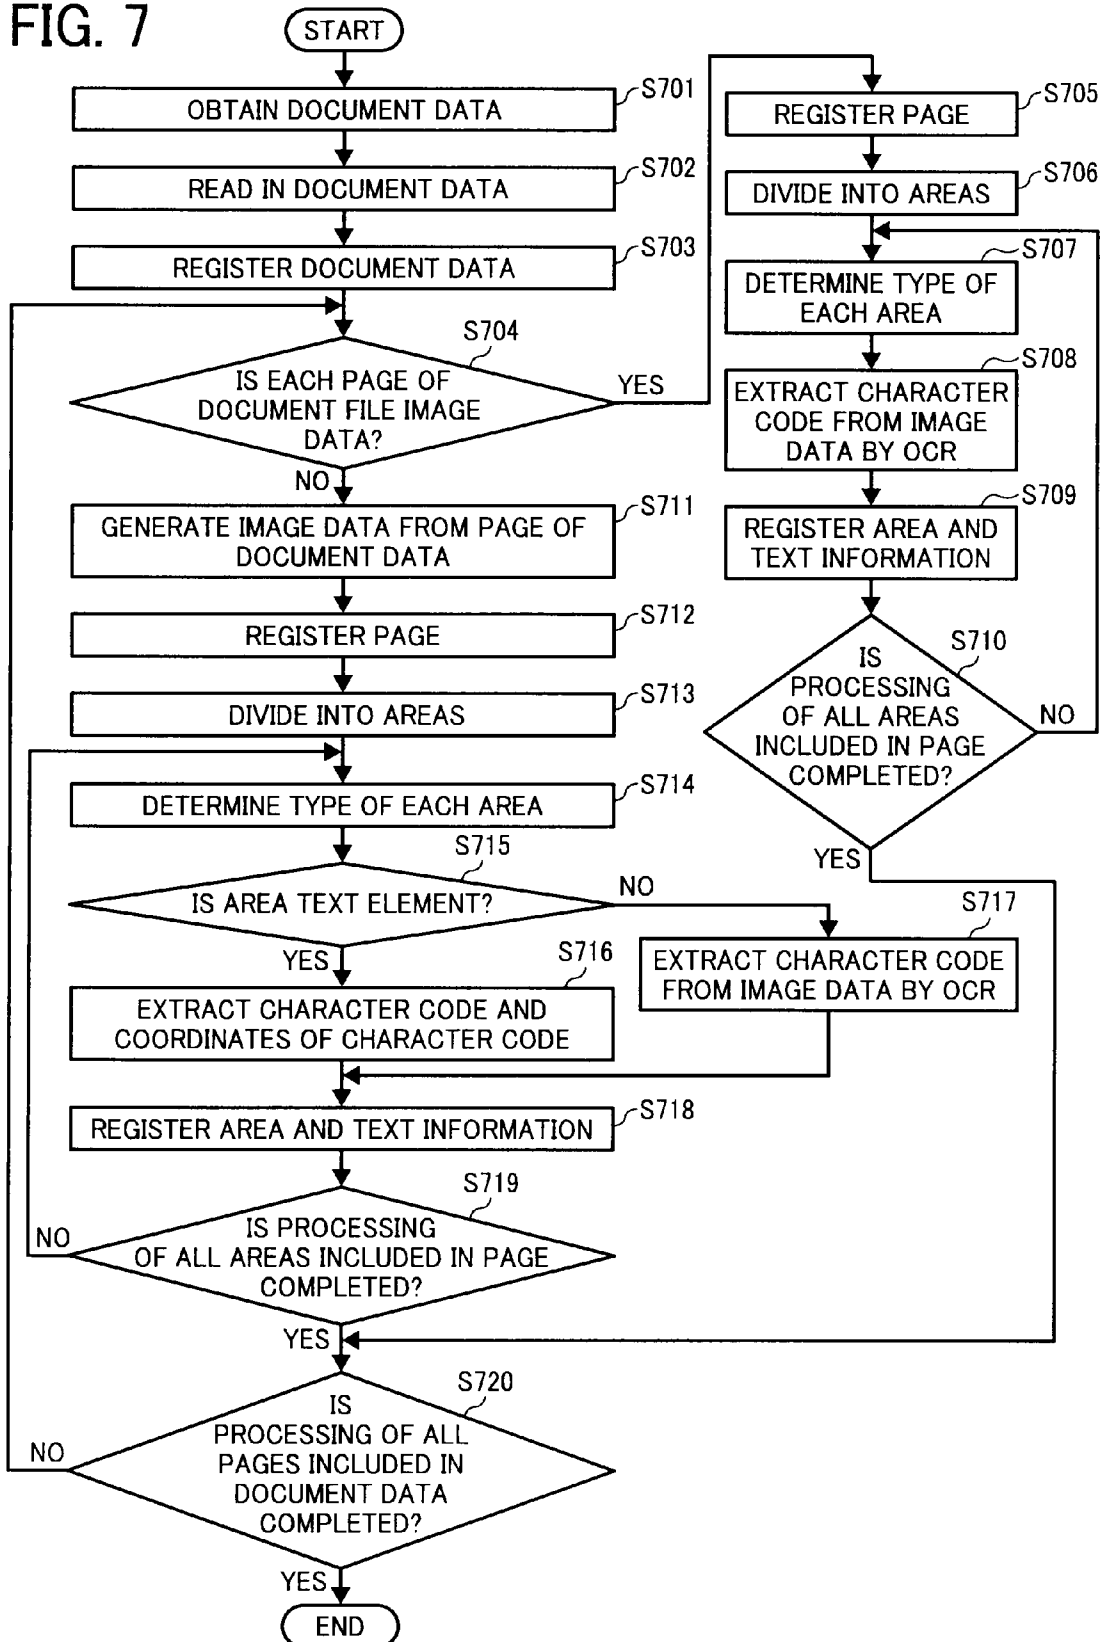 FIG. 7
START
OBTAIN DOCUMENT DATA
S701
READ IN DOCUMENT DATA
S702
REGISTER DOCUMENT DATA
S703
S704
IS EACH PAGE OF
DOCUMENT FILE IMAGE
DATA?
YES
NO
REGISTER PAGE
S705
DIVIDE INTO AREAS
S706
S707
DETERMINE TYPE OF
EACH AREA
S708
EXTRACT CHARACTER
CODE FROM IMAGE
DATA BY OCR
S709
REGISTER AREA AND
TEXT INFORMATION
S710
IS
PROCESSING
OF ALL AREAS
INCLUDED IN PAGE
COMPLETED?
NO
YES
GENERATE IMAGE DATA FROM PAGE OF
DOCUMENT DATA
S711
REGISTER PAGE
S712
DIVIDE INTO AREAS
S713
DETERMINE TYPE OF EACH AREA
S714
S715
IS AREA TEXT ELEMENT?
NO
YES
S716
EXTRACT CHARACTER CODE AND
COORDINATES OF CHARACTER CODE
S717
EXTRACT CHARACTER CODE
FROM IMAGE DATA BY OCR
REGISTER AREA AND TEXT INFORMATION
S718
S719
IS PROCESSING
OF ALL AREAS INCLUDED IN PAGE
COMPLETED?
NO
YES
S720
IS
PROCESSING OF ALL
PAGES INCLUDED IN
DOCUMENT DATA
COMPLETED?
NO
YES
END